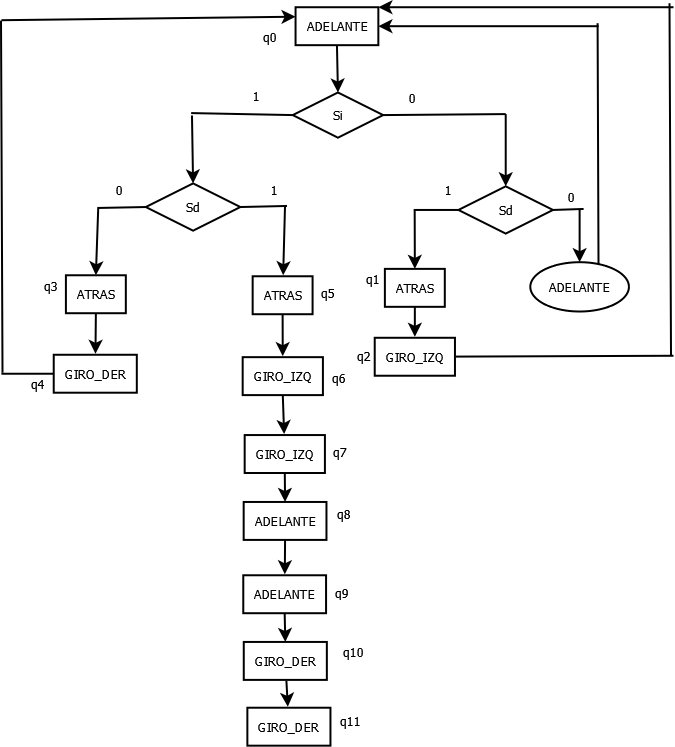 ADELANTE
q0
1
0
Si
0
Sd
1
1
Sd
0
q3
ATRAS
ATRAS
q5
q1
ATRAS
ADELANTE
q4
GIRO_DER
GIRO_IZQ
q6
q2
GIRO_IZQ
GIRO_IZQ
q7
ADELANTE
q8
ADELANTE
q9
GIRO_DER
q10
GIRO_DER
q11